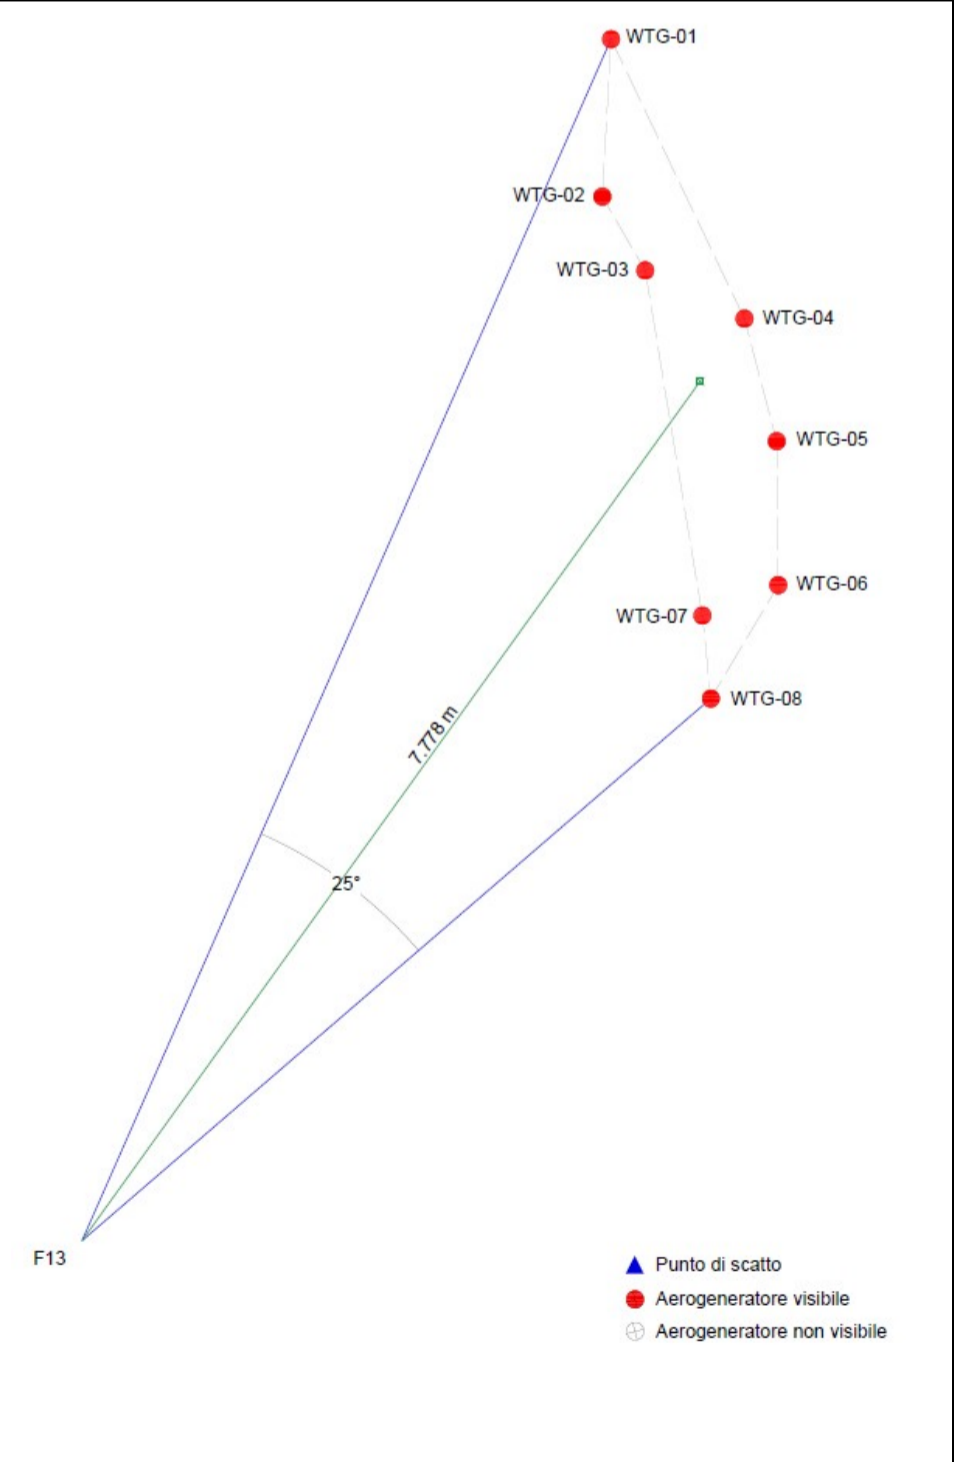 WTG-01
WTG-02
WTG-03
WTG-04
WTG-05
WTG-06
WTG-07
WTG-08
7.778 m
25°
F13
Punto di scatto
Aerogeneratore visibile
Aerogeneratore non visibile